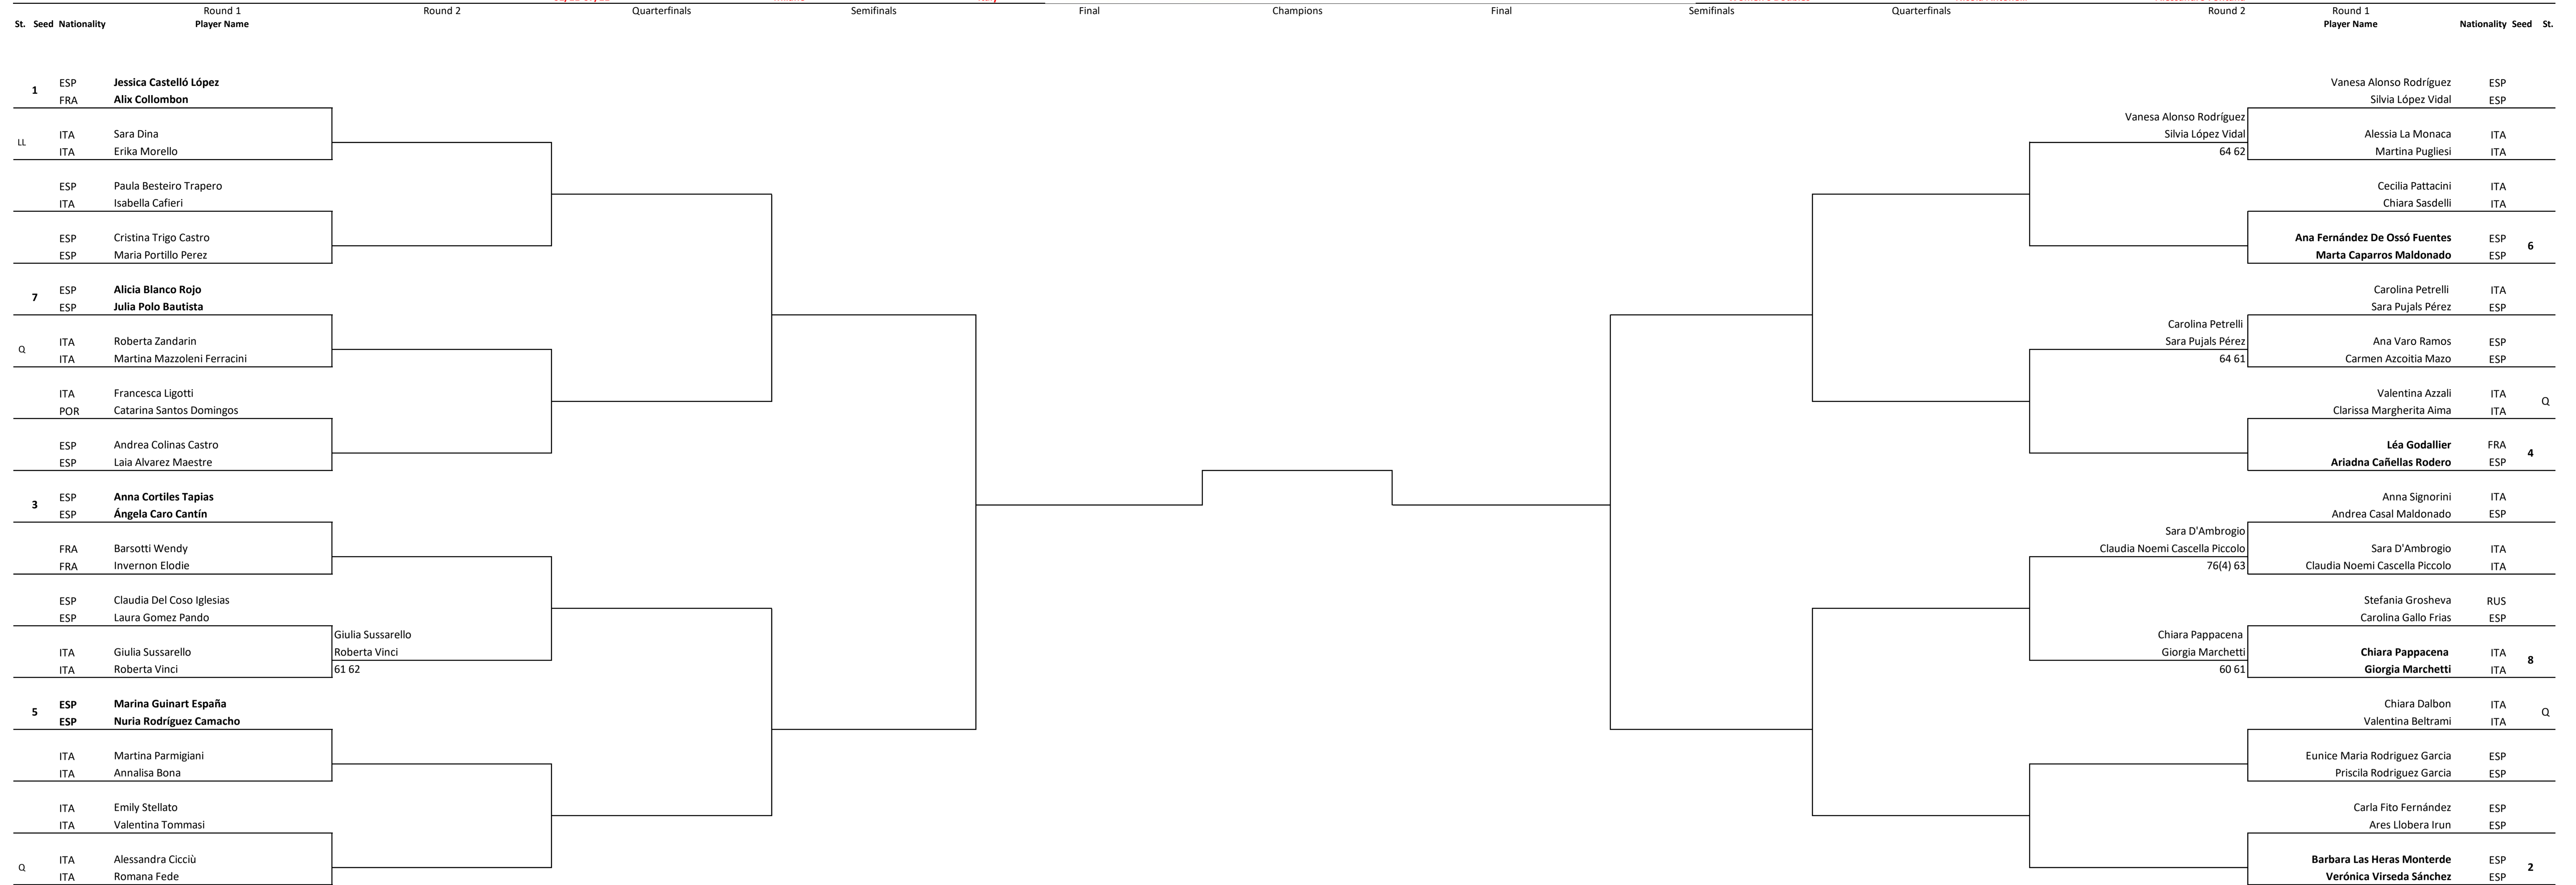 Round 1 Round 2 Quarterfinals Semifinals Final Champions Final Semifinals Quarterfinals Round 2 Round 1
St. Seed Nationality Player Name Player Name Nationality Seed St.
1
ESP Jessica Castelló López
FRA Alix Collombon
LL
ITA Sara Dina
ITA Erika Morello
ESP Paula Besteiro Trapero
ITA Isabella Cafieri
ESP Cristina Trigo Castro
ESP Maria Portillo Perez
7
ESP Alicia Blanco Rojo
ESP Julia Polo Bautista
Q
ITA Roberta Zandarin
ITA Martina Mazzoleni Ferracini
ITA Francesca Ligotti
POR Catarina Santos Domingos
ESP Andrea Colinas Castro
ESP Laia Alvarez Maestre
3
ESP Anna Cortiles Tapias
ESP Ángela Caro Cantín
FRA Barsotti Wendy
FRA Invernon Elodie
ESP Claudia Del Coso Iglesias
ESP Laura Gomez Pando
ITA Giulia Sussarello
ITA Roberta Vinci
5
ESP Marina Guinart España
ESP Nuria Rodríguez Camacho
ITA Martina Parmigiani
ITA Annalisa Bona
ITA Emily Stellato
ITA Valentina Tommasi
Q
ITA Alessandra Cicciù
ITA Romana Fede
Giulia Sussarello
Roberta Vinci
61 62
Vanesa Alonso Rodríguez
Silvia López Vidal
64 62
Carolina Petrelli
Sara Pujals Pérez
64 61
Sara D'Ambrogio
Claudia Noemi Cascella Piccolo
76(4) 63
Chiara Pappacena
Giorgia Marchetti
60 61
Vanesa Alonso Rodríguez ESP
Silvia López Vidal ESP
Alessia La Monaca ITA
Martina Pugliesi ITA
Cecilia Pattacini ITA
Chiara Sasdelli ITA
Ana Fernández De Ossó Fuentes ESP
6
Marta Caparros Maldonado ESP
Carolina Petrelli ITA
Sara Pujals Pérez ESP
Ana Varo Ramos ESP
Carmen Azcoitia Mazo ESP
Valentina Azzali ITA
Q
Clarissa Margherita Aima ITA
Léa Godallier FRA
4
Ariadna Cañellas Rodero ESP
Anna Signorini ITA
Andrea Casal Maldonado ESP
Sara D'Ambrogio ITA
Claudia Noemi Cascella Piccolo ITA
Stefania Grosheva RUS
Carolina Gallo Frias ESP
Chiara Pappacena ITA
8
Giorgia Marchetti ITA
Chiara Dalbon ITA
Q
Valentina Beltrami ITA
Eunice Maria Rodriguez Garcia ESP
Priscila Rodriguez Garcia ESP
Carla Fito Fernández ESP
Ares Llobera Irun ESP
Barbara Las Heras Monterde ESP
2
Verónica Virseda Sánchez ESP